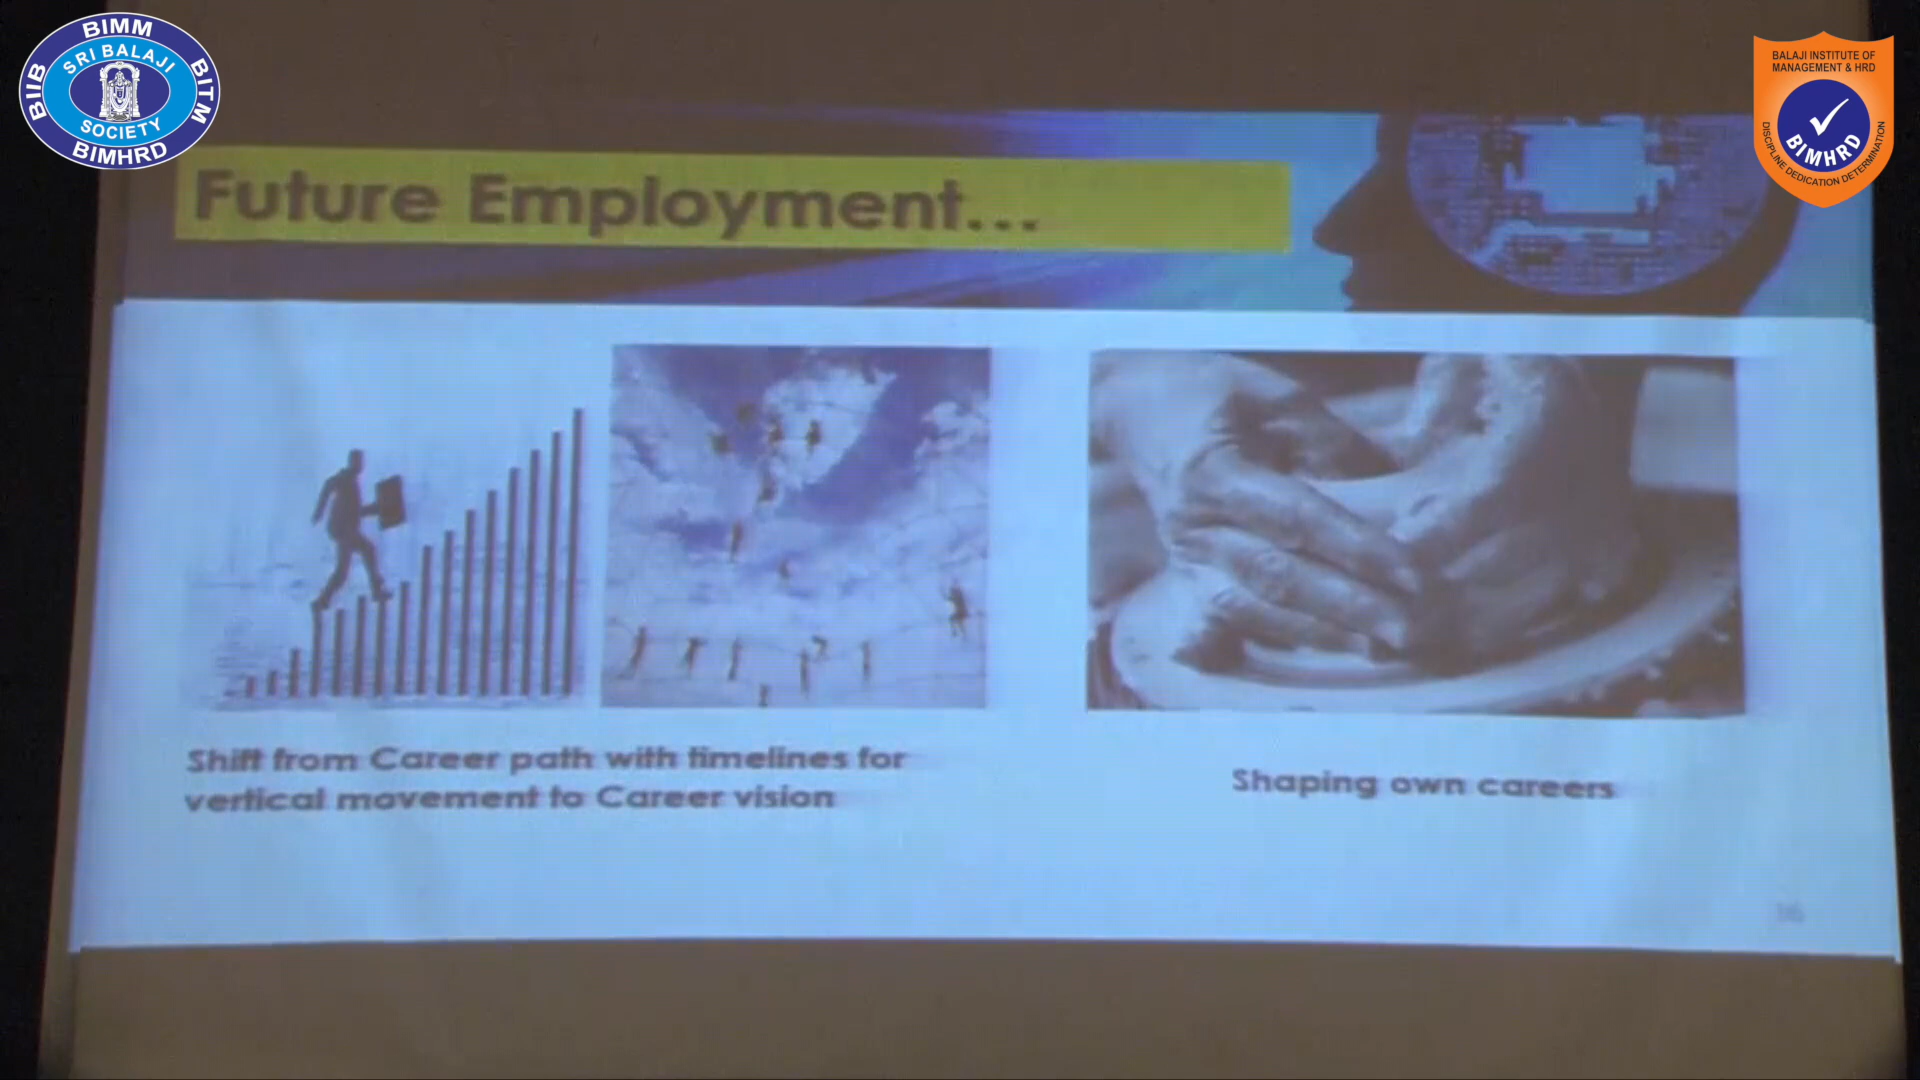 BIMM
BIIB
SRI BALAJI
BITM
SOCIETY
BIMHRD
BALAJI INSTITUTE OF
MANAGEMENT & HRD
BIMHRD
DISCIPLINE DEDICATION DETERMINATION
Future Employment...
Shift from Career path with timelines for
vertical movement to Career vision
Shaping own careers